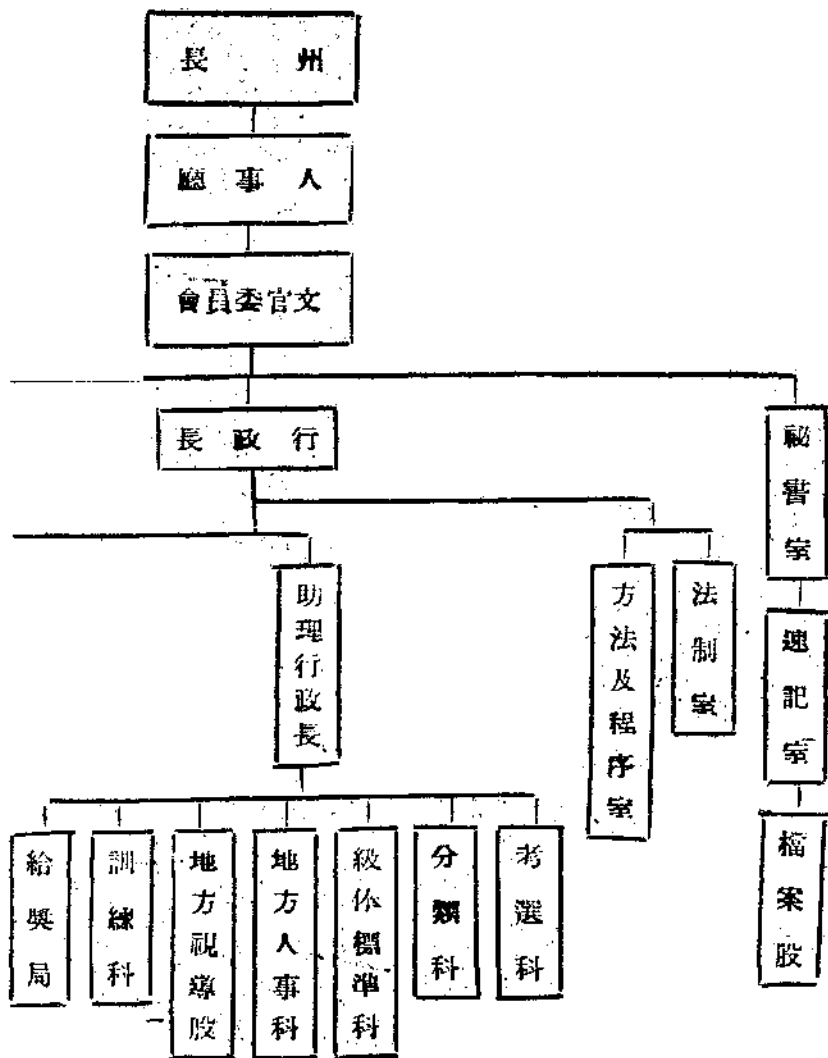 州長
人事廳
文官委員會
行政長
祕書室
速記室
檔案股
法制室
方法及程序室
助理行政長
考選科
分類科
級体標準科
地方人事科
地方視導股
訓練科
給奬局